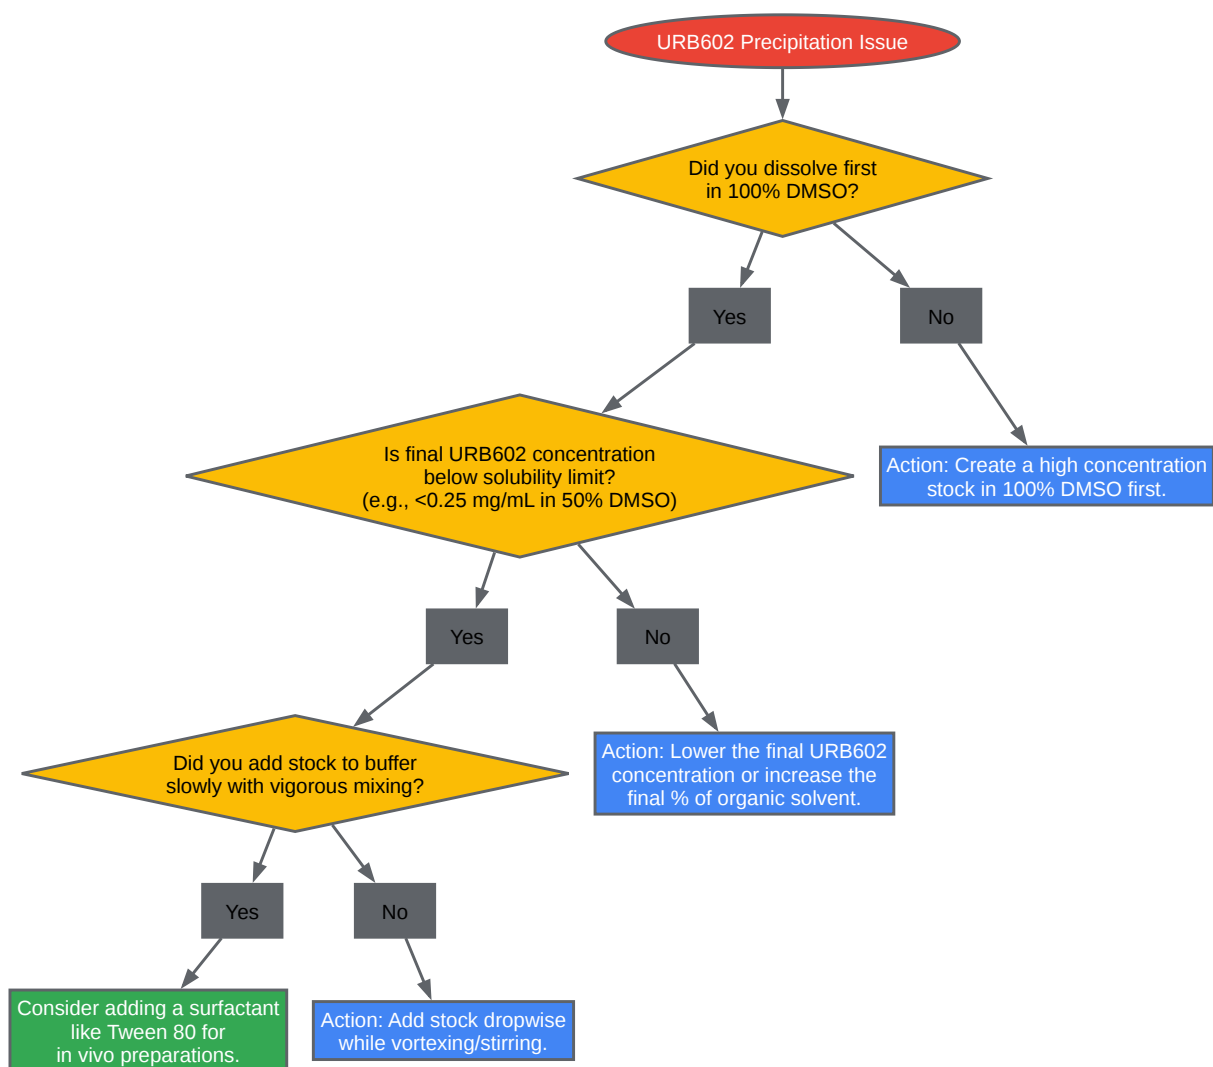 URB602 Precipitation Issue
Did you dissolve first
in 100% DMSO?
Yes
No
Is final URB602 concentration
below solubility limit?
(e.g., <0.25 mg/mL in 50% DMSO)
Action: Create a high concentration
stock in 100% DMSO first.
Yes
No
Did you add stock to buffer
slowly with vigorous mixing?
Action: Lower the final URB602
concentration or increase the
final % of organic solvent.
Yes
No
Consider adding a surfactant
like Tween 80 for
in vivo preparations.
Action: Add stock dropwise
while vortexing/stirring.